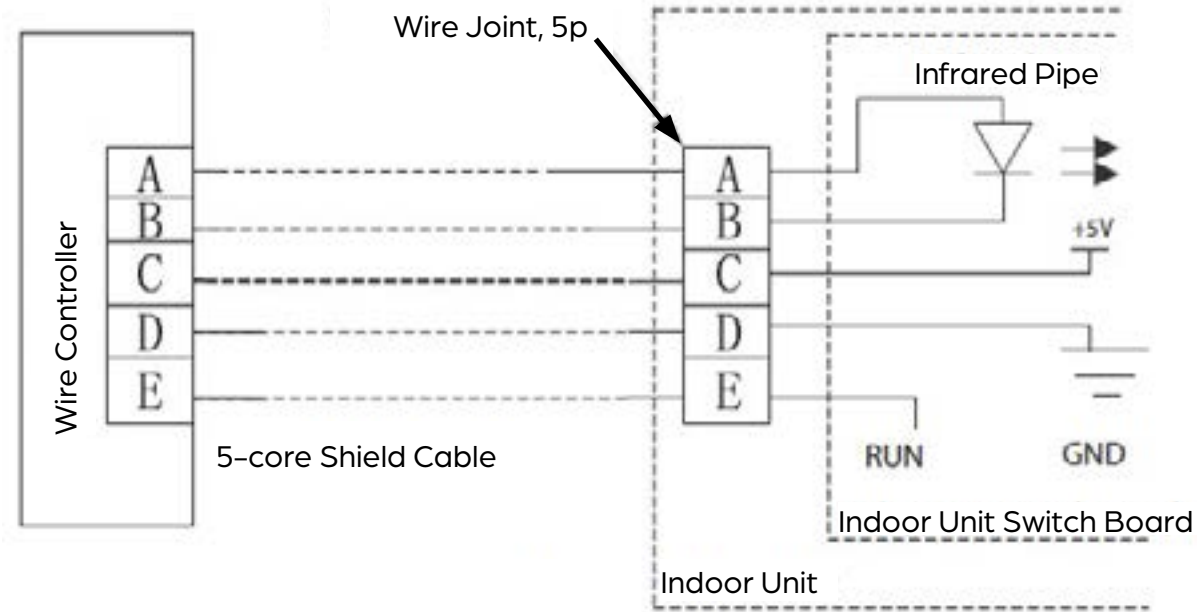 Wire Joint, 5p
Infrared Pipe
Wire Controller
A
B
C
D
E
A
B
C
D
E
+5V
RUN
GND
5-core Shield Cable
Indoor Unit Switch Board
Indoor Unit